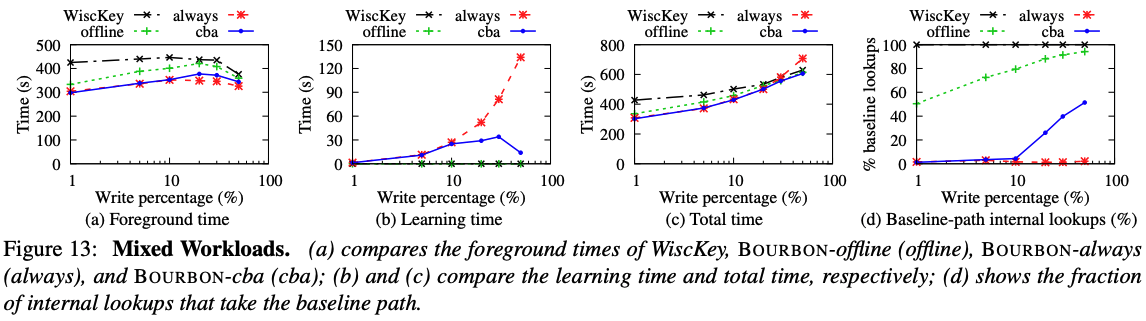 WiscKey always
offline cba
500
400
300
200
100
0
Time (s)
1 10 100
Write percentage (%)
(a) Foreground time
WiscKey always
offline cba
150
120
90
60
30
0
Time (s)
1 10 100
Write percentage (%)
(b) Learning time
WiscKey always
offline cba
800
600
400
200
0
Time (s)
1 10 100
Write percentage (%)
(c) Total time
WiscKey always
offline cba
100
80
60
40
20
0
% baseline lookups
1 10 100
Write percentage (%)
(d) Baseline-path internal lookups (%)
Figure 13: Mixed Workloads. (a) compares the foreground times of WiscKey, BOURBON-offline (offline), BOURBON-always
(always), and BOURBON-cba (cba); (b) and (c) compare the learning time and total time, respectively; (d) shows the fraction
of internal lookups that take the baseline path.